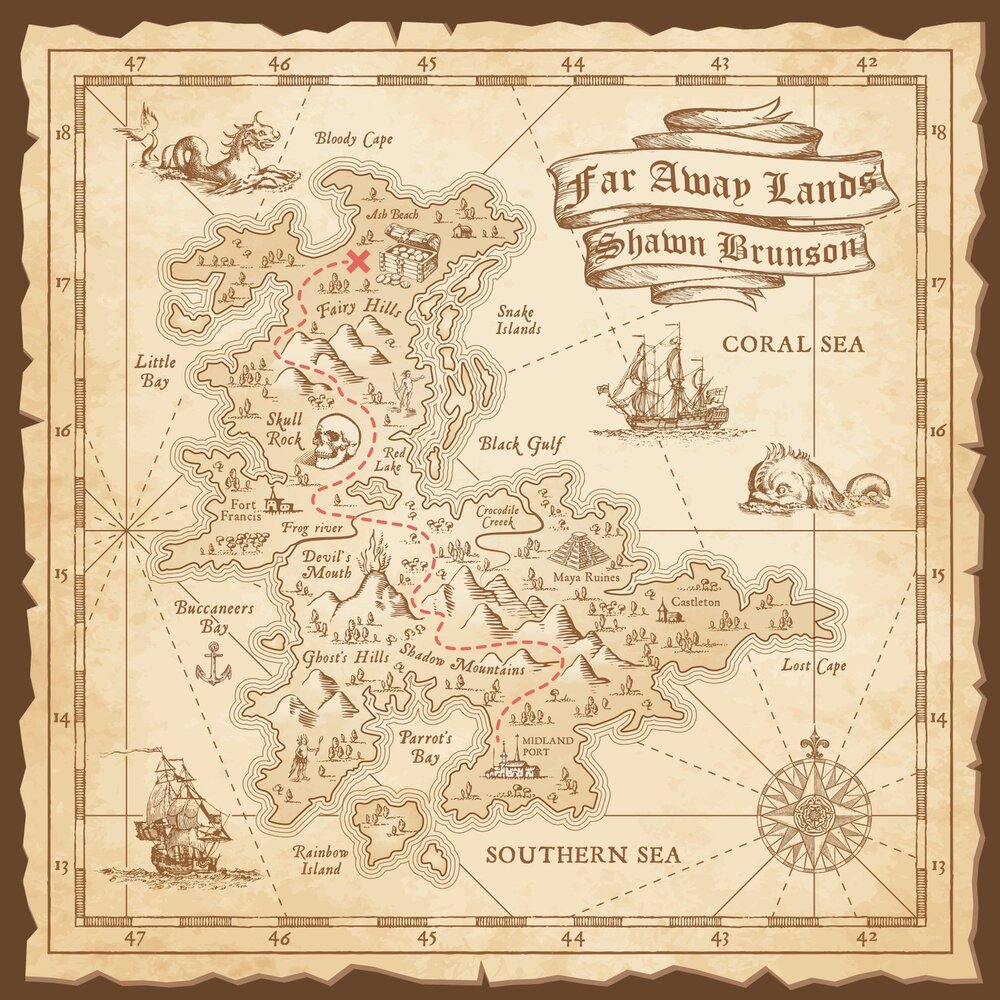 47 46 45 44 43 42
18
18
Bloody Cape
Far Away Lands
Shawn Brunson
Ash Beach
17
17
Fairy Hills
Snake
Islands
CORAL SEA
Little
Bay
16
16
Skull
Rock
Black Gulf
Red
Lake
Fort
Francis
Frog river
Crocodile
Creeek
Devil's
Mouth
Maya Ruines
15
15
Castleton
Buccaneers
Bay
Ghost's Hills
Shadow Mountains
Lost Cape
14
14
Parrot's
Bay
MIDLAND
PORT
Rainbow
Island
SOUTHERN SEA
13
13
47 46 45 44 43 42